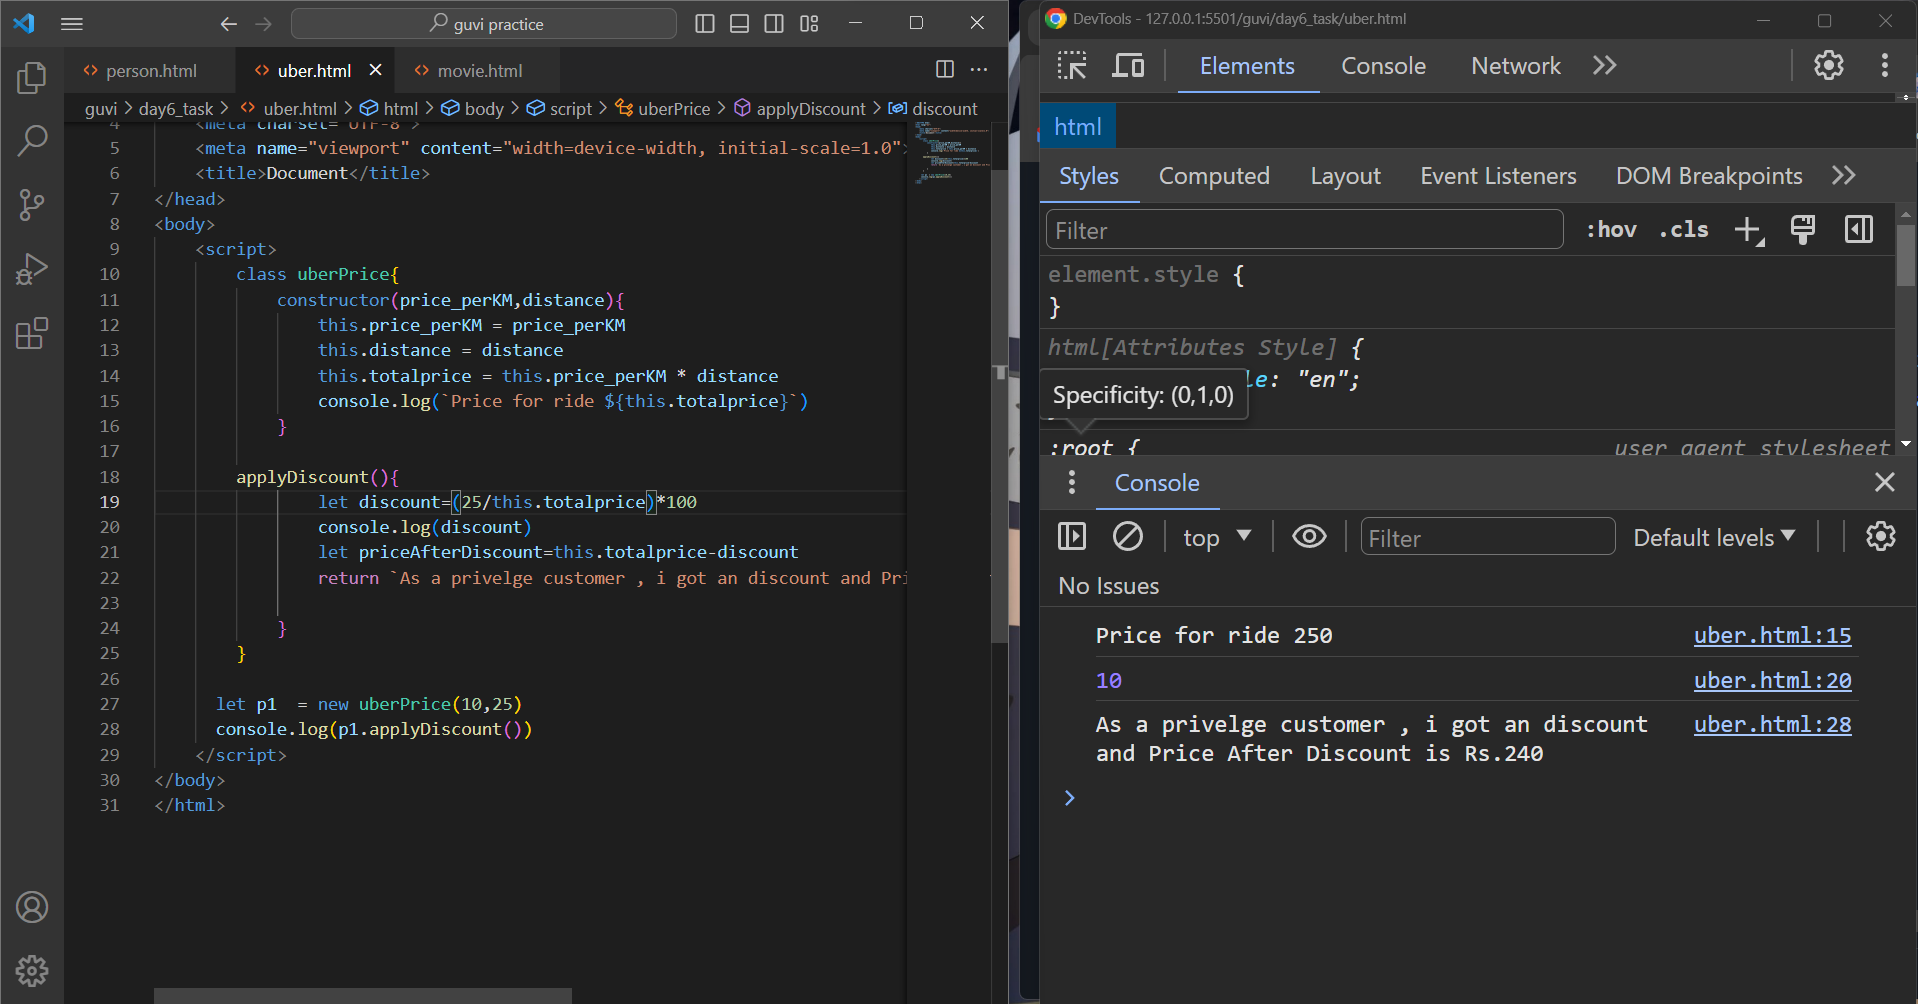 guvi practice
person.html
uber.html
movie.html
guvi > day6_task > uber.html > html > body > script > uberPrice > applyDiscount > discount
4 <meta charset="UTF-8">
5 <meta name="viewport" content="width=device-width, initial-scale=1.0">
6 <title>Document</title>
7 </head>
8 <body>
9 <script>
10 class uberPrice{
11 constructor(price_perKM,distance){
12 this.price_perKM = price_perKM
13 this.distance = distance
14 this.totalprice = this.price_perKM * distance
15 console.log(`Price for ride ${this.totalprice}`)
16 }
17
18 applyDiscount(){
19 let discount=(25/this.totalprice)*100
20 console.log(discount)
21 let priceAfterDiscount=this.totalprice-discount
22 return `As a privelge customer , i got an discount and Pri
23
24 }
25 }
26
27 let p1  = new uberPrice(10,25)
28 console.log(p1.applyDiscount())
29 </script>
30 </body>
31 </html>
DevTools - 127.0.0.1:5501/guvi/day6_task/uber.html
Elements
Console
Network
html
Styles
Computed
Layout
Event Listeners
DOM Breakpoints
Filter
:hov
.cls
element.style {
}
html[Attributes Style] {
le: "en";
Specificity: (0,1,0)
:root {
user agent stylesheet
Console
top
Filter
Default levels
No Issues
Price for ride 250
uber.html:15
10
uber.html:20
As a privelge customer , i got an discount
uber.html:28
and Price After Discount is Rs.240